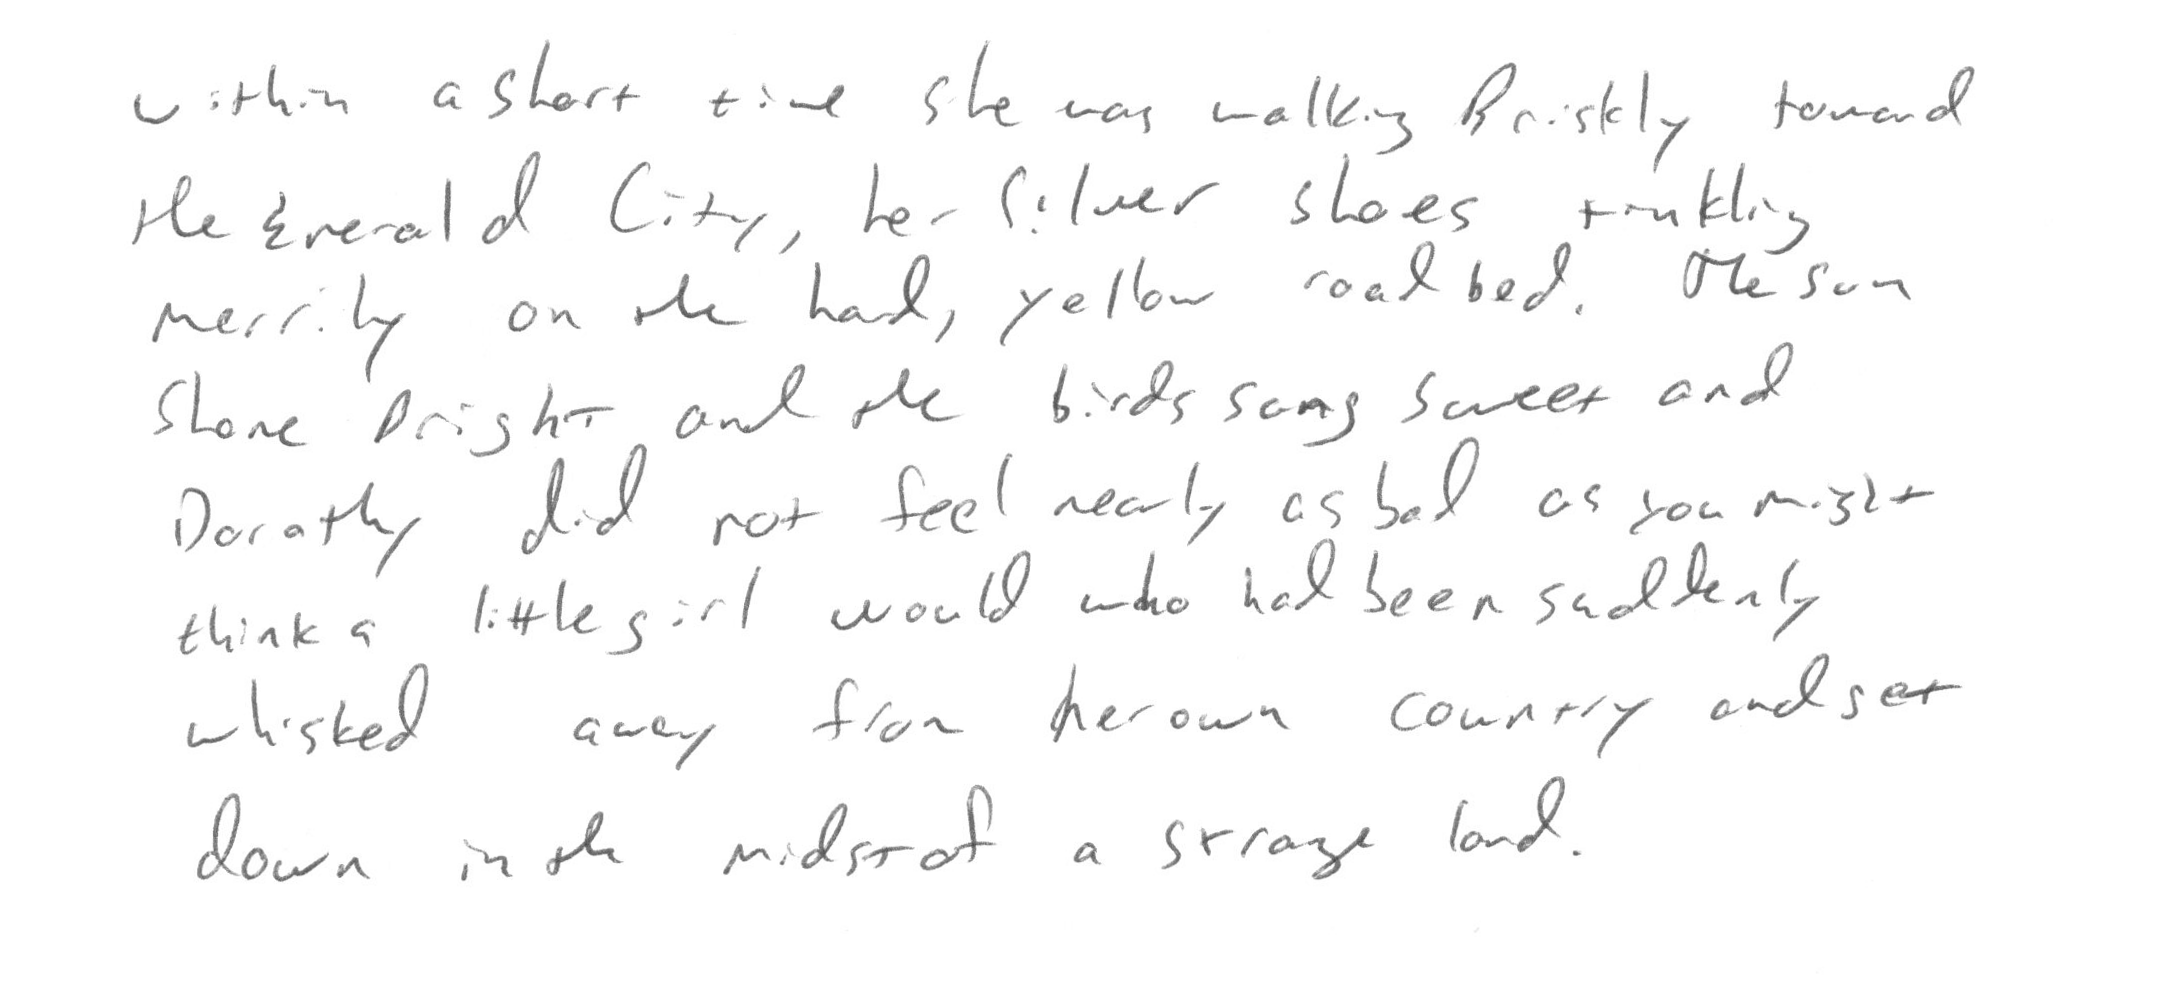 within a short time she was walking Briskly toward
the Emerald City, her Silver shoes tinkling
merrily on the hard, yellow road bed. The sun
Shone bright and the birds sang sweet and
Dorothy did not feel nearly as bad as you might
think a little girl would who had been suddenly
whisked away from her own country and set
down in the midst of a strange land.